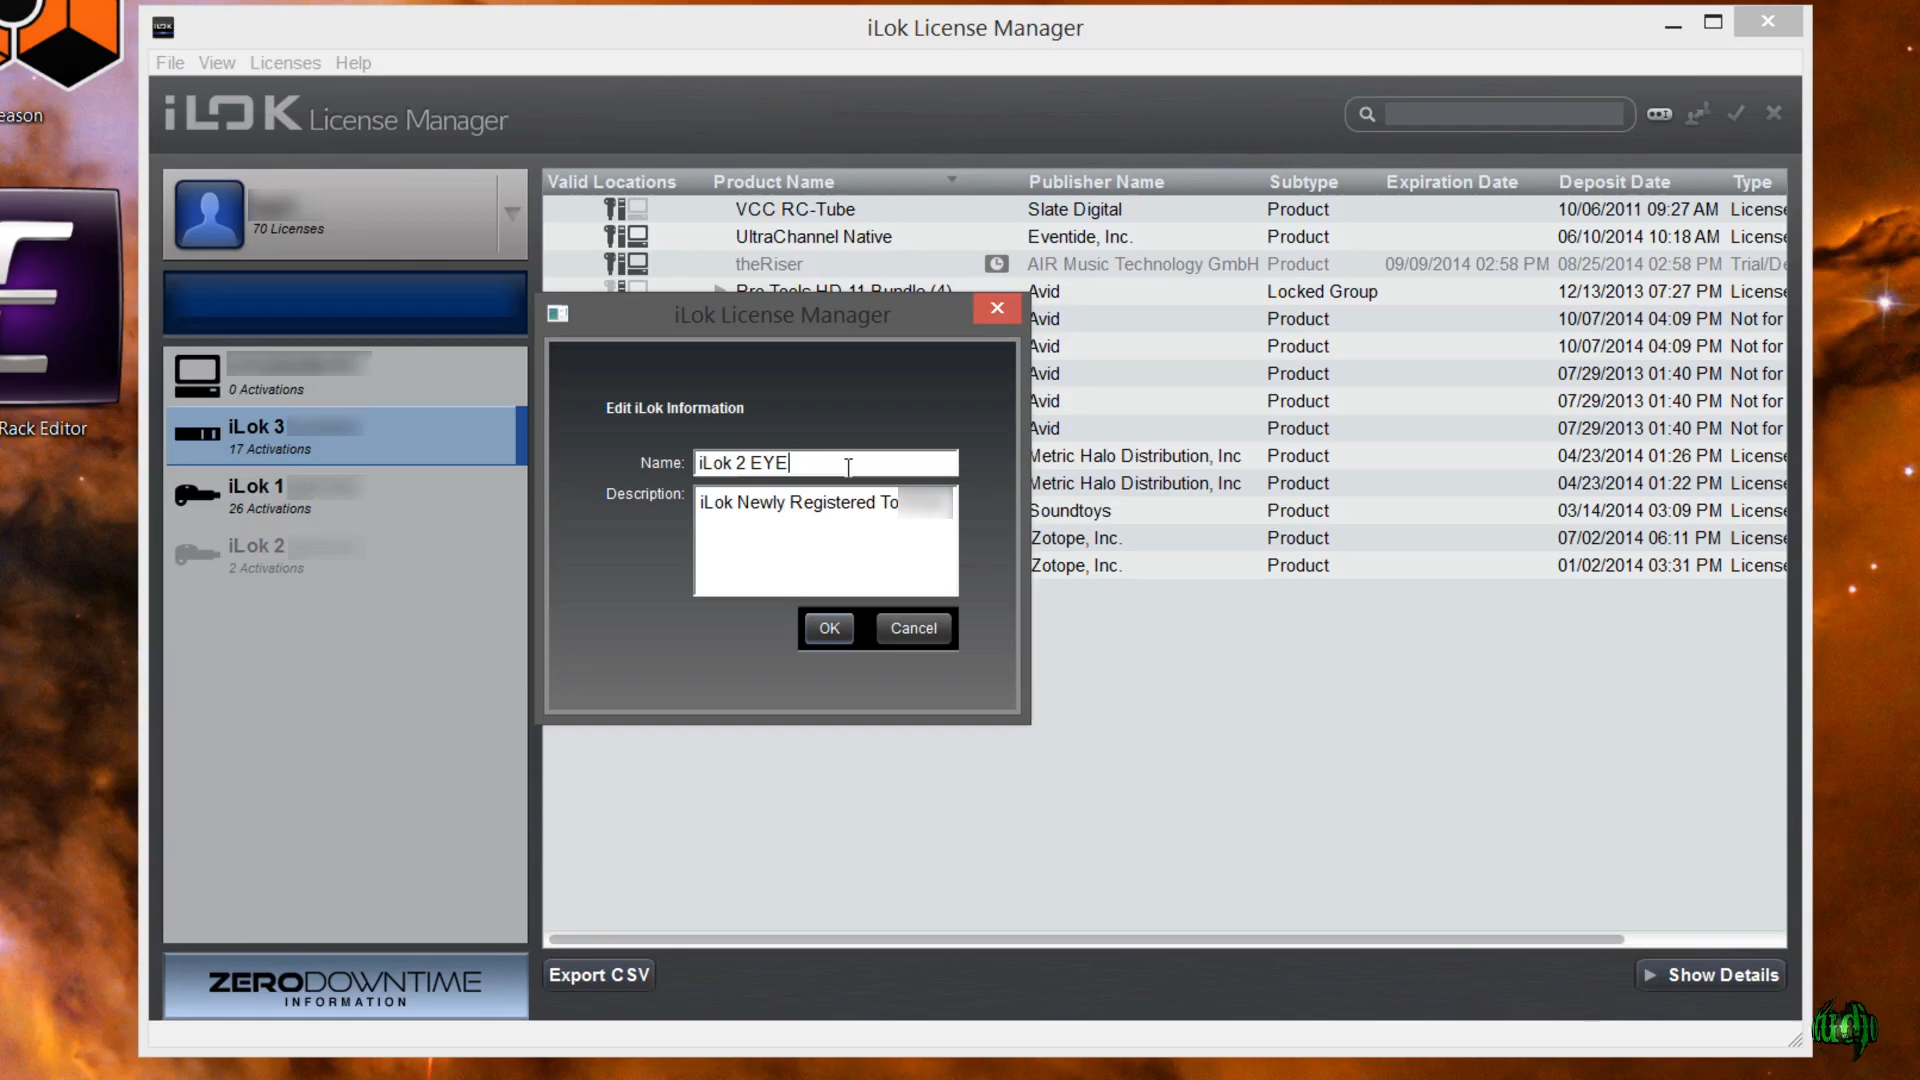 iLok License Manager
File View Licenses Help
iLOK License Manager
70 Licenses
0 Activations
iLok 3
17 Activations
iLok 1
26 Activations
iLok 2
2 Activations
Valid Locations Product Name Publisher Name Subtype Expiration Date Deposit Date Type
VCC RC-Tube Slate Digital Product 10/06/2011 09:27 AM License
UltraChannel Native Eventide, Inc. Product 06/10/2014 10:18 AM License
theRiser AIR Music Technology GmbH Product 09/09/2014 02:58 PM 08/25/2014 02:58 PM Trial/De
Pro Tools HD 11 Bundle (4) Avid Locked Group 12/13/2013 07:27 PM License
Avid Product 10/07/2014 04:09 PM Not for
Avid Product 10/07/2014 04:09 PM Not for
Avid Product 07/29/2013 01:40 PM Not for
Avid Product 07/29/2013 01:40 PM Not for
Avid Product 07/29/2013 01:40 PM Not for
Metric Halo Distribution, Inc Product 04/23/2014 01:26 PM License
Metric Halo Distribution, Inc Product 04/23/2014 01:22 PM License
Soundtoys Product 03/14/2014 03:09 PM License
Zotope, Inc. Product 07/02/2014 06:11 PM License
Zotope, Inc. Product 01/02/2014 03:31 PM License
iLok License Manager
Edit iLok Information
Name: iLok 2 EYE
Description: iLok Newly Registered To
OK Cancel
ZERODOWNTIME
INFORMATION
Export CSV
Show Details
eason
Rack Editor